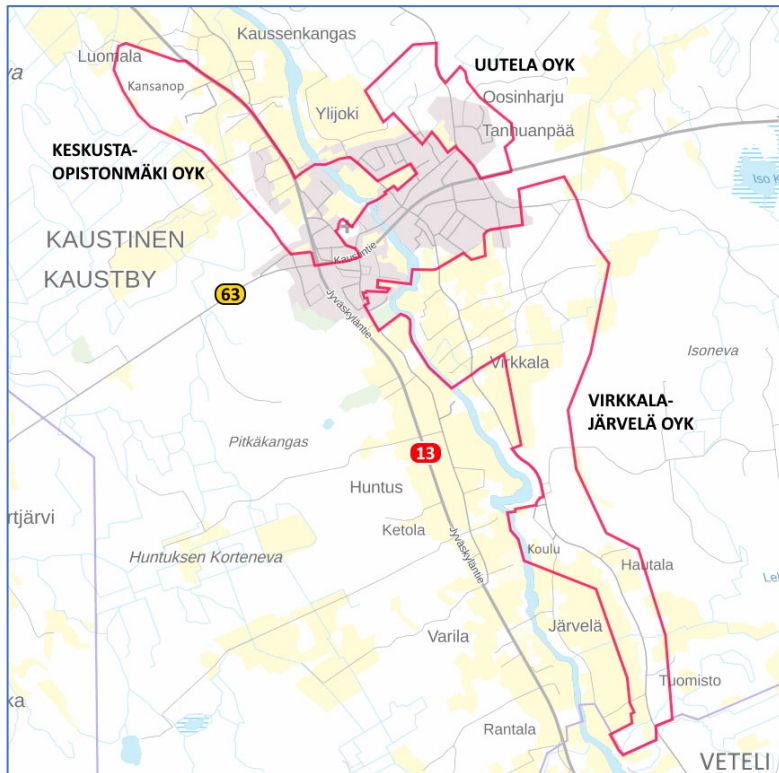 Kaussenkangas
Luomala
UUTELA OYK
Kansanop
Oosinharju
Ylijoki
Tanhuanpää
KESKUSTA-
OPISTONMÄKI OYK
Iso K
KAUSTINEN
Kaustintie
KAUSTBY
63
Jyväskyläntie
Isoneva
Virkkala
VIRKKALA-
JÄRVELÄ OYK
Pitkäkangas
13
Huntus
rtjärvi
Ketola
Jyväskyläntie
Koulu
Huntuksen Korteneva
Hautala
Järvelä
Varila
Tuomisto
ka
Rantala
VETELI